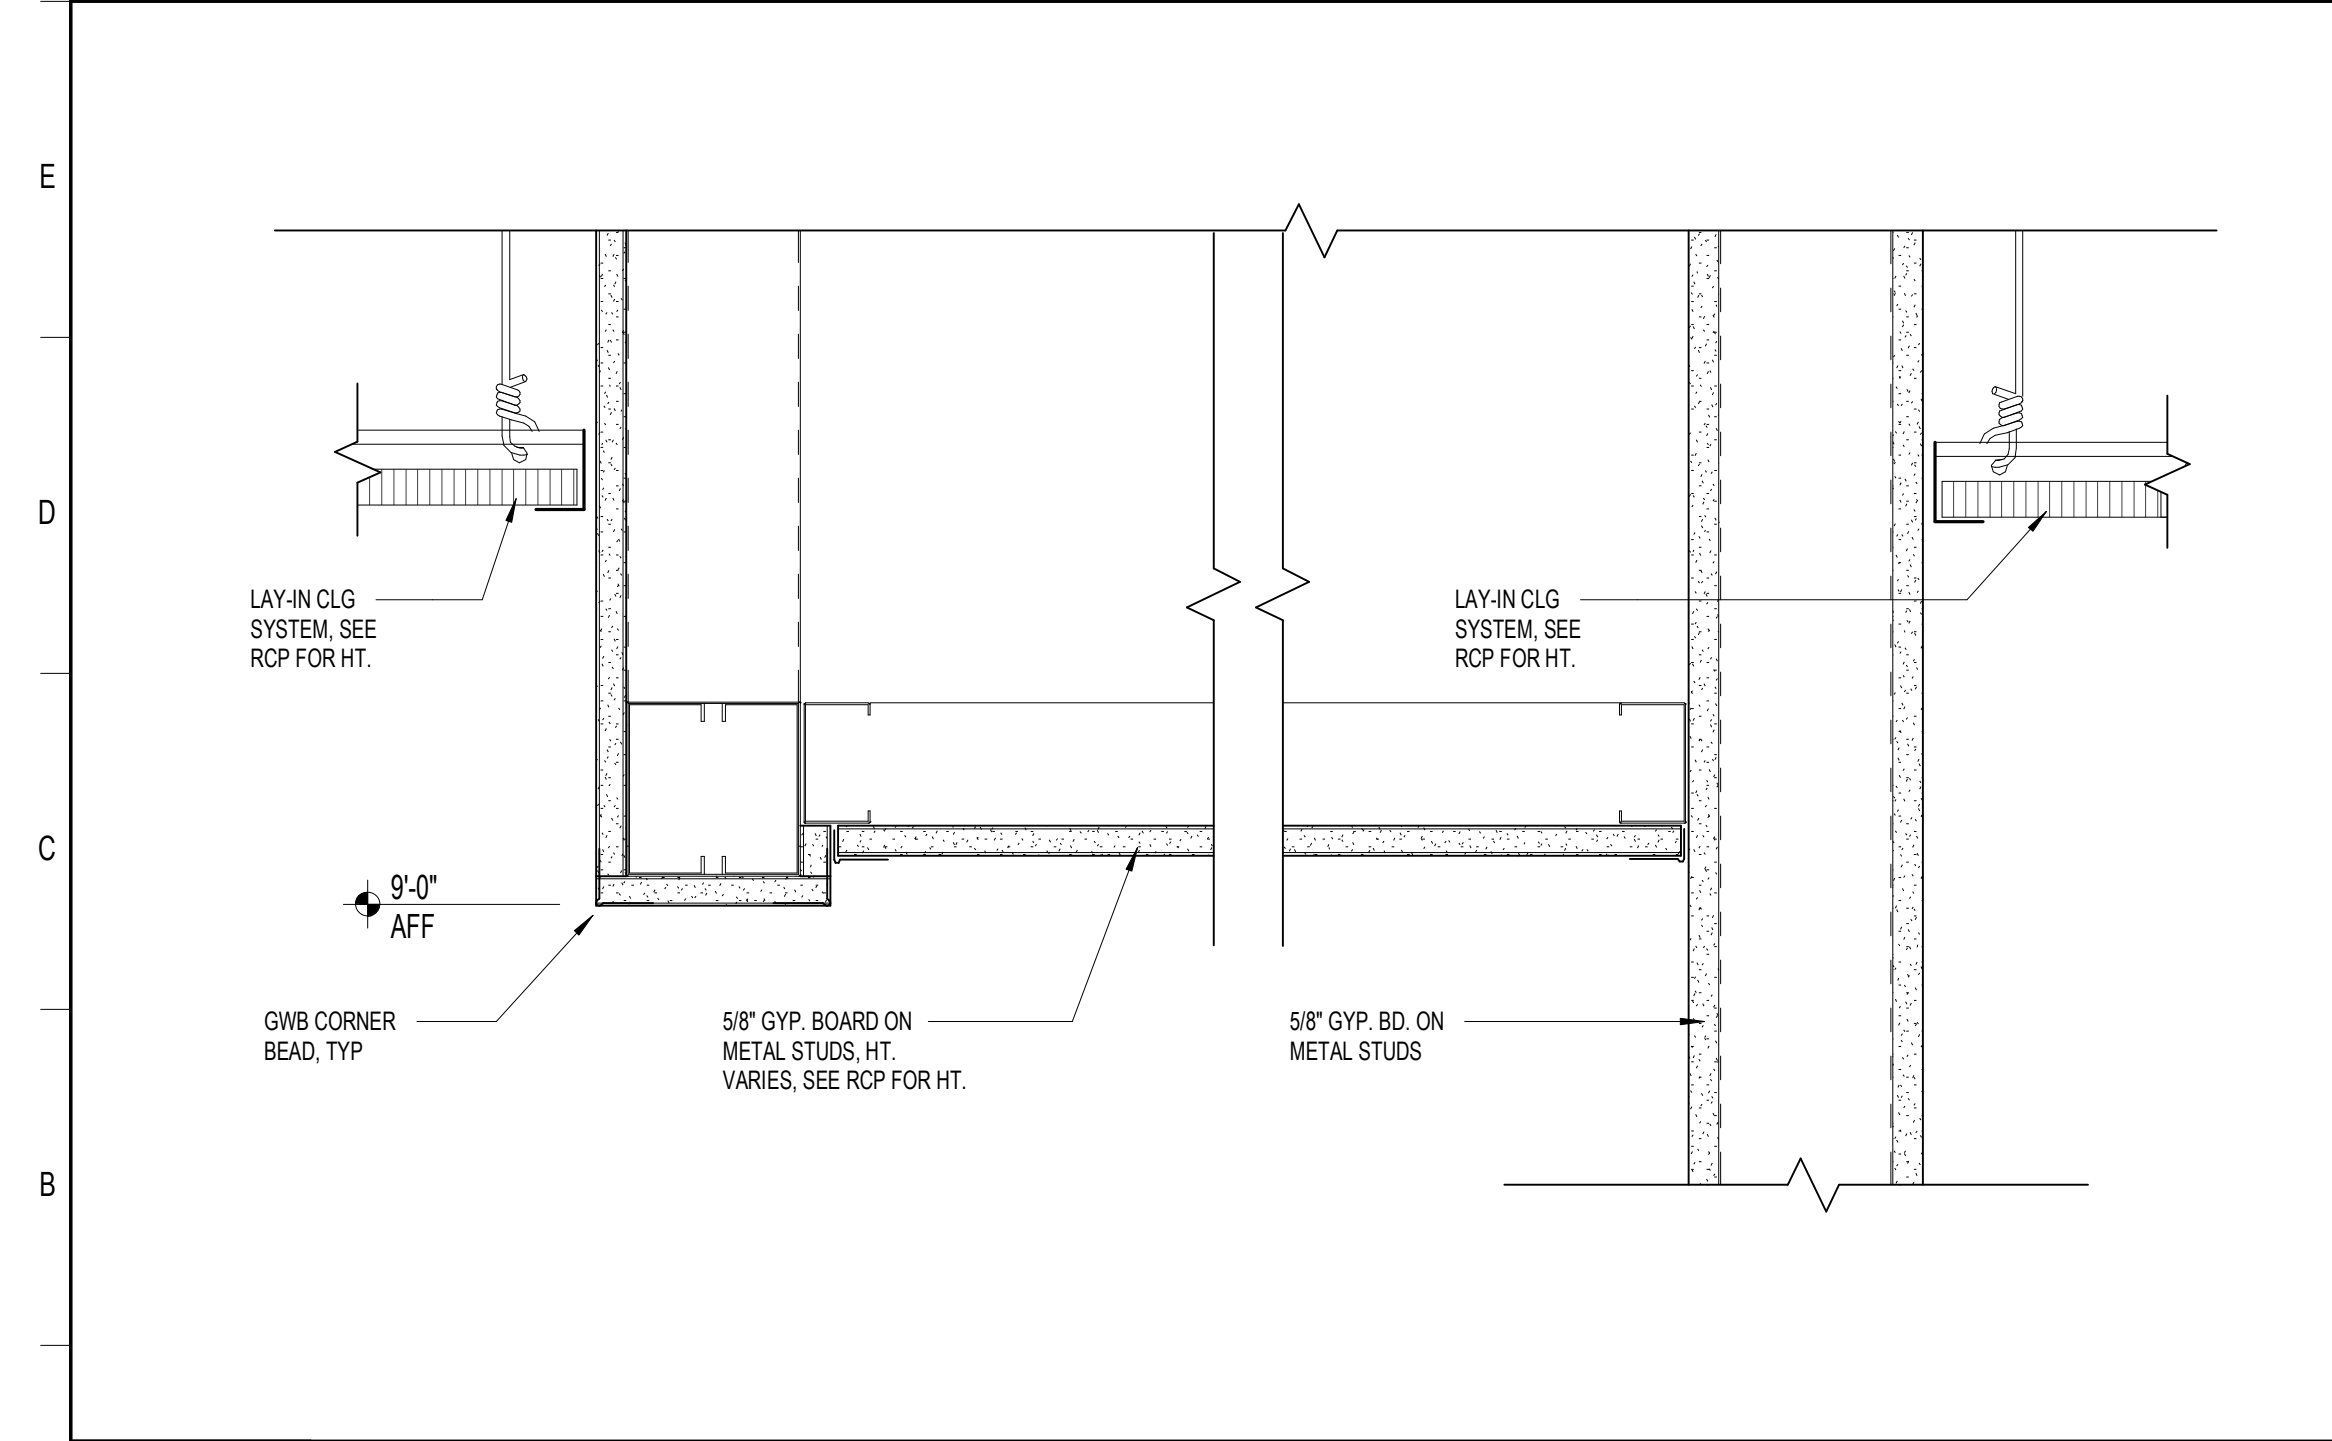 E
D
LAY-IN CLG
SYSTEM, SEE
RCP FOR HT.
LAY-IN CLG
SYSTEM, SEE
RCP FOR HT.
C
9'-0"
AFF
GWB CORNER
BEAD, TYP
5/8" GYP. BOARD ON
METAL STUDS, HT.
VARIES, SEE RCP FOR HT.
5/8" GYP. BD. ON
METAL STUDS
B